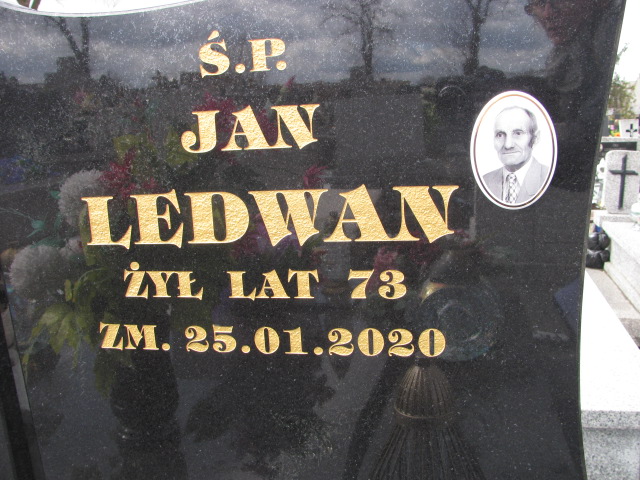 Ś.P.
JAN
LEDWAN
ŻYŁ LAT 73
ZM. 25.01.2020